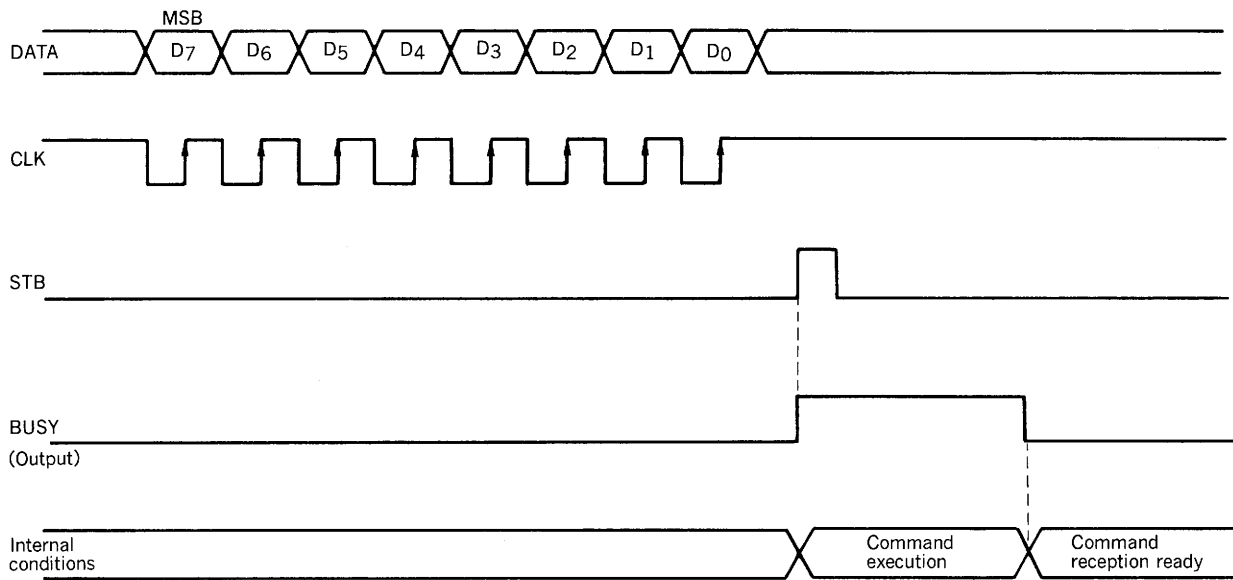 MSB
DATA D7 D6 D5 D4 D3 D2 D1 D0
CLK
STB
BUSY
(Output)
Internal
conditions
Command
execution
Command
reception ready